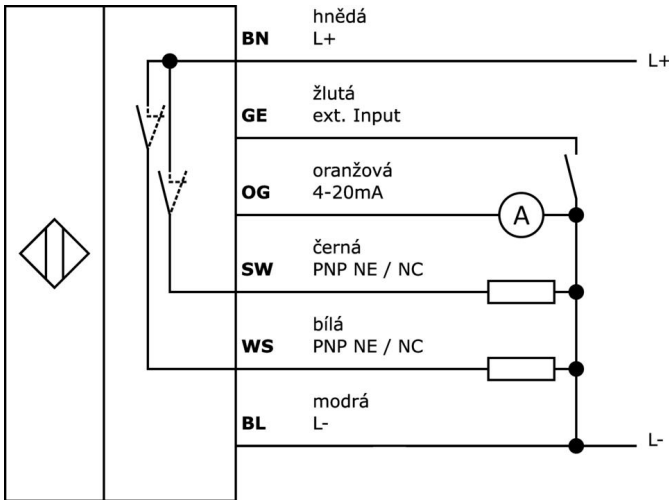 hnědá
BN L+
L+
žlutá
GE ext. Input
oranžová
OG 4-20mA
A
černá
SW PNP NE / NC
bílá
WS PNP NE / NC
modrá
BL L-
L-